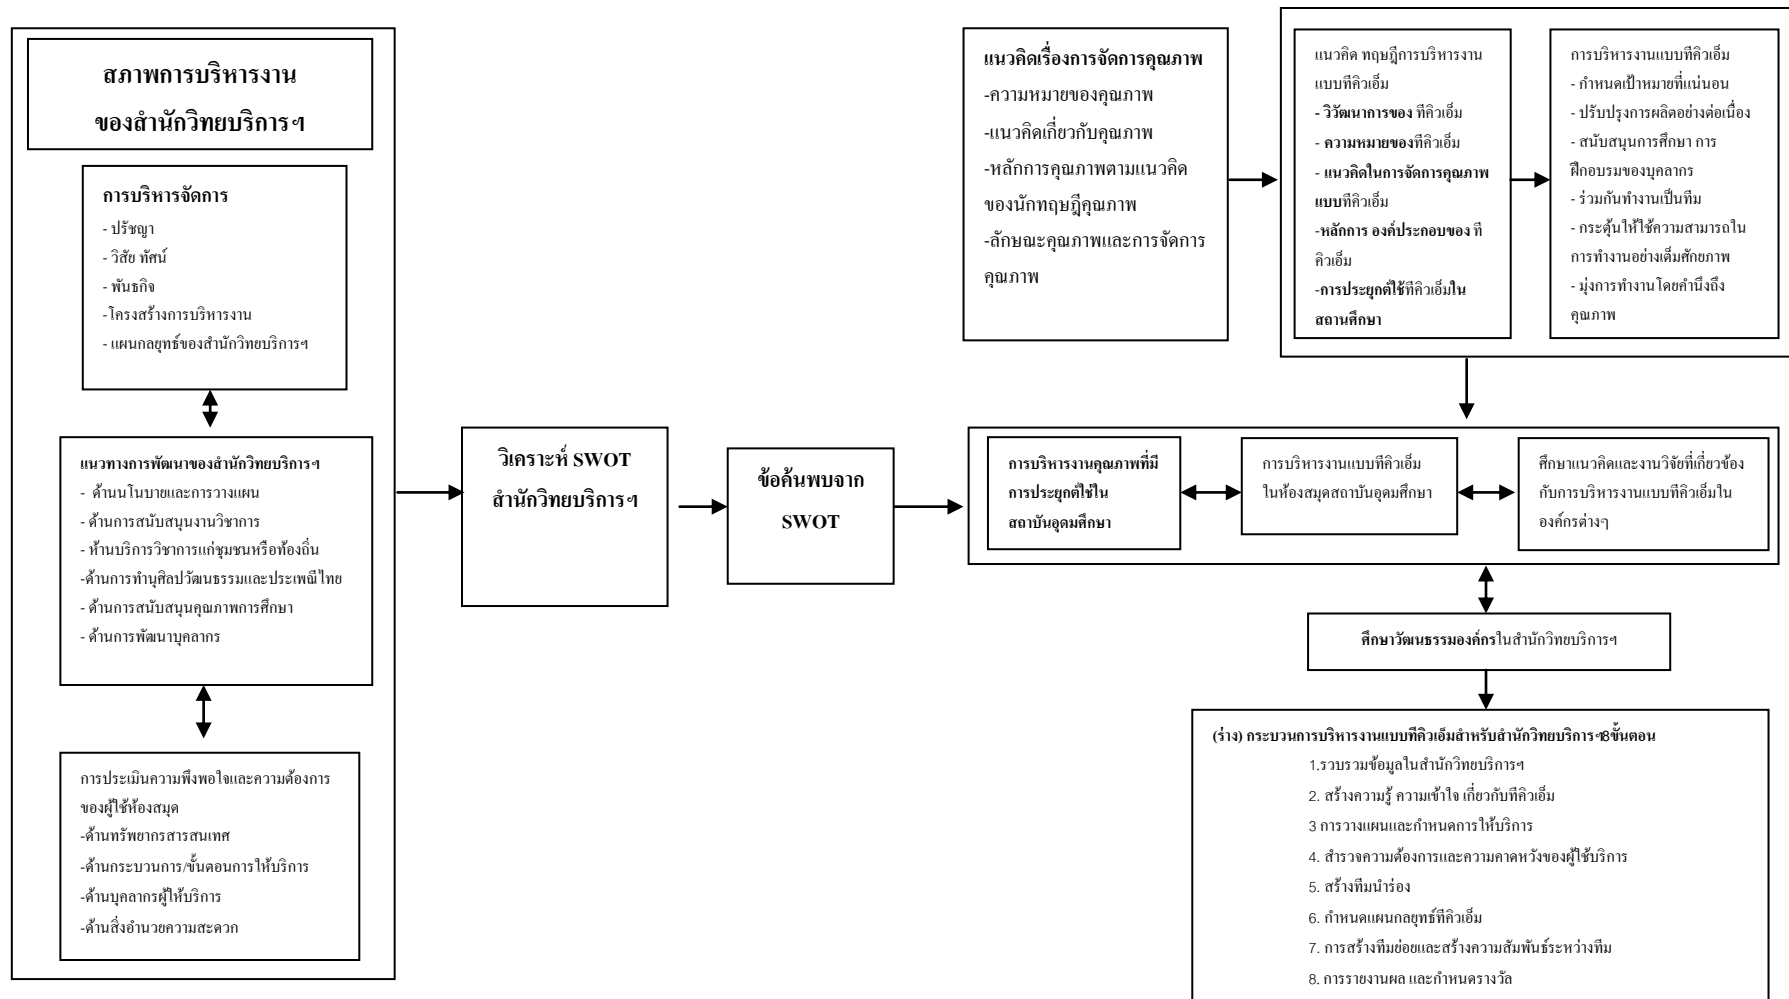 สภาพการบริหารงาน
ของสำนักวิทยบริการฯ
การบริหารจัดการ
- ปรัชญา
- วิสัย ทัศน์
- พันธกิจ
-โครงสร้างการบริหารงาน
- แผนกลยุทธ์ของสำนักวิทยบริการฯ
แนวทางการพัฒนาของสำนักวิทยบริการฯ
- ด้านนโนบายและการวางแผน
- ด้านการสนับสนุนงานวิชาการ
- ห้านบริการวิชาการแก่ชุมชนหรือท้องถิ่น
-ด้านการทำนุศิลปวัฒนธรรมและประเพณีไทย
- ด้านการสนับสนุนคุณภาพการศึกษา
- ด้านการพัฒนาบุคลากร
การประเมินความพึงพอใจและความต้องการ
ของผู้ใช้ห้องสมุด
-ด้านทรัพยากรสารสนเทศ
-ด้านกระบวนการ/ขั้นตอนการให้บริการ
-ด้านบุคลากรผู้ให้บริการ
-ด้านสิ่งอำนวยความสะดวก
วิเคราะห์ SWOT
สำนักวิทยบริการฯ
ข้อค้นพบจาก
SWOT
แนวคิดเรื่องการจัดการคุณภาพ
-ความหมายของคุณภาพ
-แนวคิดเกี่ยวกับคุณภาพ
-หลักการคุณภาพตามแนวคิด
ของนักทฤษฎีคุณภาพ
-ลักษณะคุณภาพและการจัดการ
คุณภาพ
แนวคิด ทฤษฎีการบริหารงาน
แบบทีคิวเอ็ม
- วิวัฒนาการของ ทีคิวเอ็ม
- ความหมายของทีคิวเอ็ม
- แนวคิดในการจัดการคุณภาพ
แบบทีคิวเอ็ม
-หลักการ องค์ประกอบของ ที
คิวเอ็ม
-การประยุกต์ใช้ทีคิวเอ็มใน
สถานศึกษา
การบริหารงานแบบทีคิวเอ็ม
- กำหนดเป้าหมายที่แน่นอน
- ปรับปรุงการผลิตอย่างต่อเนื่อง
- สนับสนุนการศึกษา การ
ฝึกอบรมของบุคลากร
- ร่วมกันทำงานเป็นทีม
- กระตุ้นให้ใช้ความสามารถใน
การทำงานอย่างเต็มศักยภาพ
- มุ่งการทำงานโดยคำนึงถึง
คุณภาพ
การบริหารงานคุณภาพที่มี
การประยุกต์ใช้ใน
สถาบันอุดมศึกษา
การบริหารงานแบบทีคิวเอ็ม
ในห้องสมุดสถาบันอุดมศึกษา
ศึกษาแนวคิดและงานวิจัยที่เกี่ยวข้อง
กับการบริหารงานแบบทีคิวเอ็มใน
องค์กรต่างๆ
ศึกษาวัฒนธรรมองค์กรในสำนักวิทยบริการฯ
(ร่าง) กระบวนการบริหารงานแบบทีคิวเอ็มสำหรับสำนักวิทยบริการฯ8ขั้นตอน
1.รวบรวมข้อมูลในสำนักวิทยบริการฯ
2. สร้างความรู้ ความเข้าใจ เกี่ยวกับทีคิวเอ็ม
3 การวางแผนและกำหนดการให้บริการ
4. สำรวจความต้องการและความคาดหวังของผู้ใช้บริการ
5. สร้างทีมนำร่อง
6. กำหนดแผนกลยุทธ์ทีคิวเอ็ม
7. การสร้างทีมย่อยและสร้างความสัมพันธ์ระหว่างทีม
8. การรายงานผล และกำหนดรางวัล